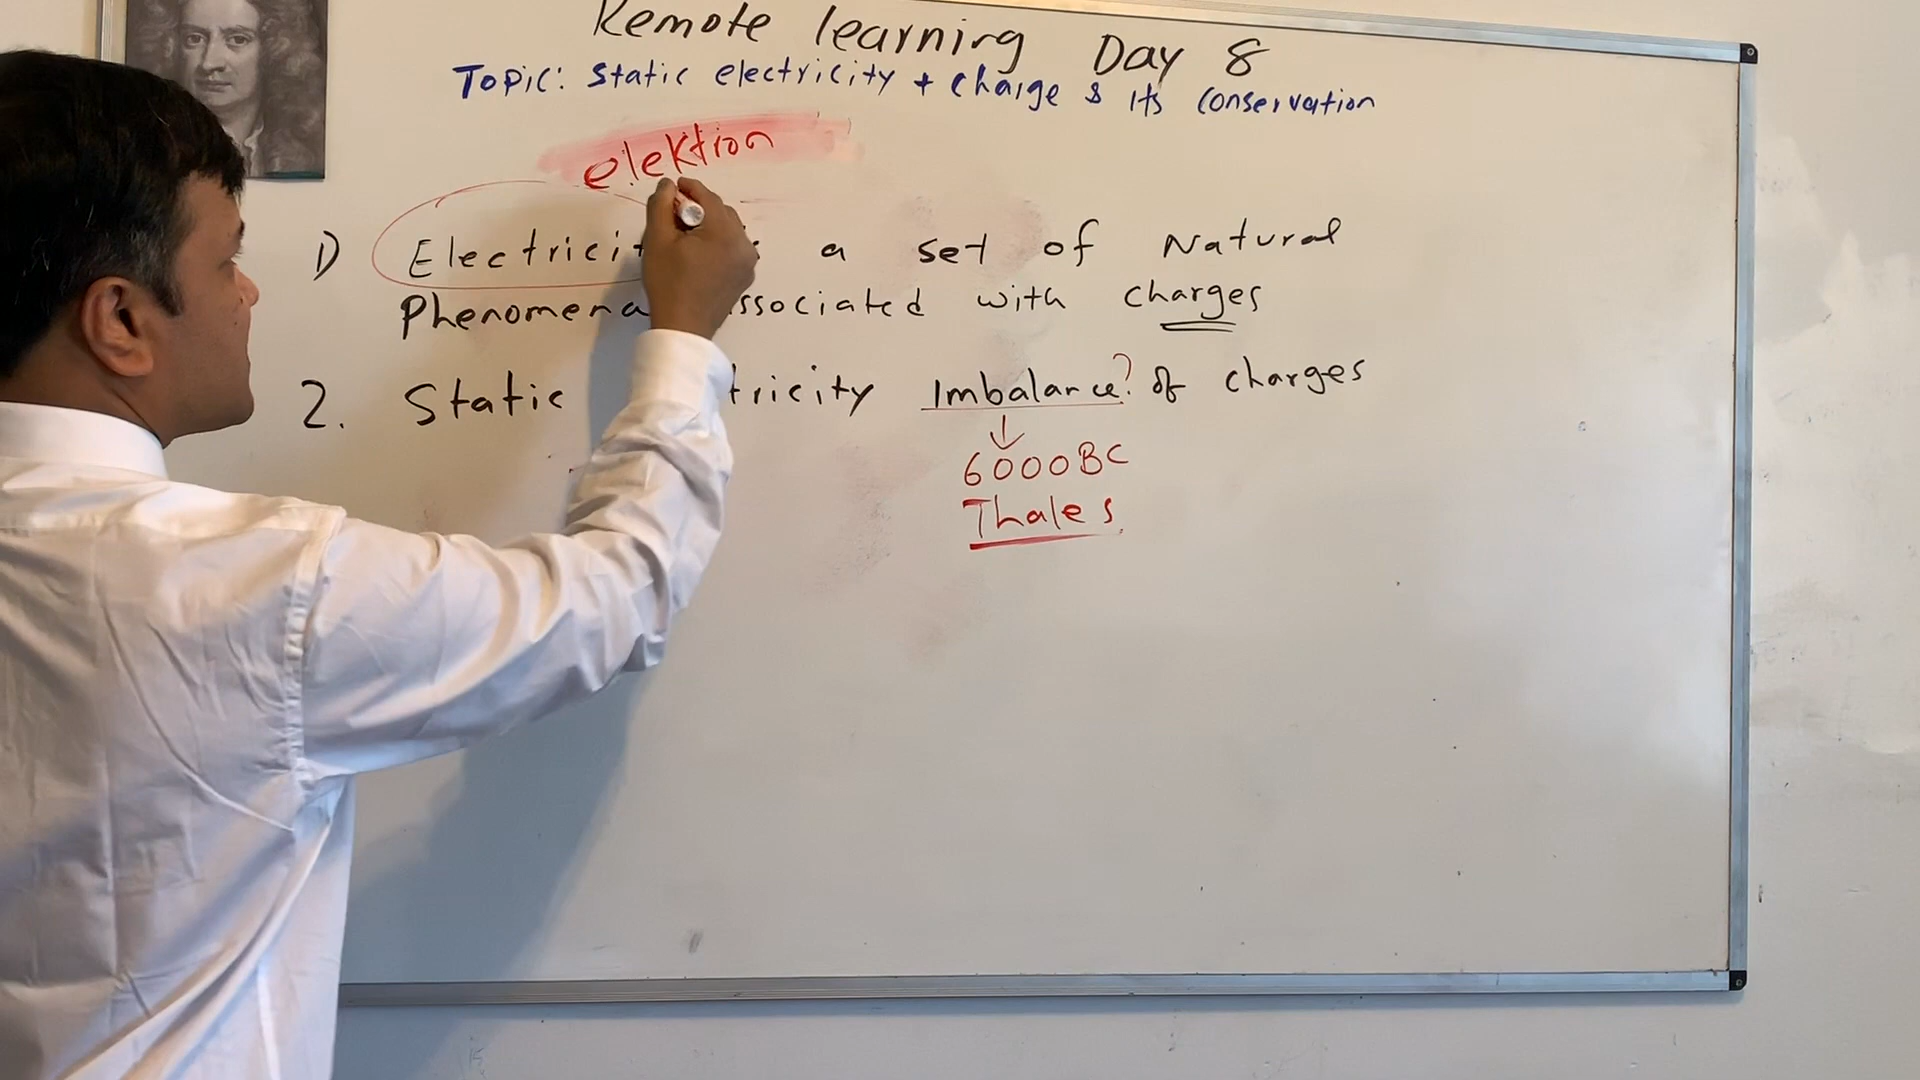 Remote learning Day 8
Topic: Static electricity + Charge & Its Conservation
elektron
1) Electricit a set of Natural
Phenomena ssociated with charges
2. Static tricity Imbalance? of charges
6000BC
Thales